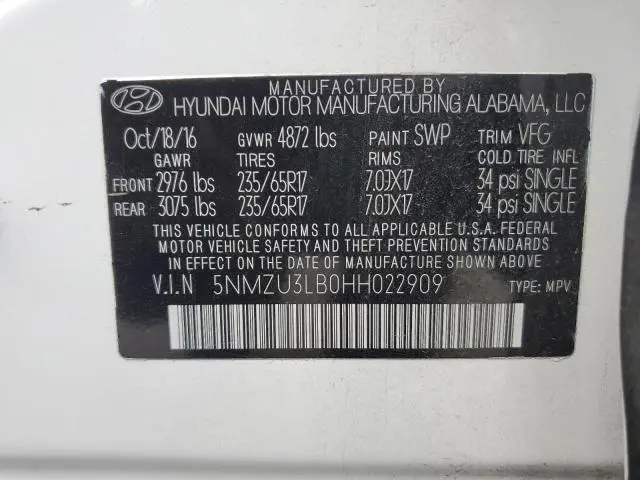 MANUFACTURED BY
HYUNDAI MOTOR MANUFACTURING ALABAMA, LLC
Oct/18/16 GVWR 4872 lbs PAINT SWP TRIM VFG
GAWR TIRES RIMS COLD TIRE INFL
FRONT 2976 lbs 235/65R17 7.0JX17 34 psi SINGLE
REAR 3075 lbs 235/65R17 7.0JX17 34 psi SINGLE
THIS VEHICLE CONFORMS TO ALL APPLICABLE U.S.A. FEDERAL
MOTOR VEHICLE SAFETY AND THEFT PREVENTION STANDARDS
IN EFFECT ON THE DATE OF MANUFACTURE SHOWN ABOVE.
V.I.N 5NMZU3LB0HH022909 TYPE: MPV